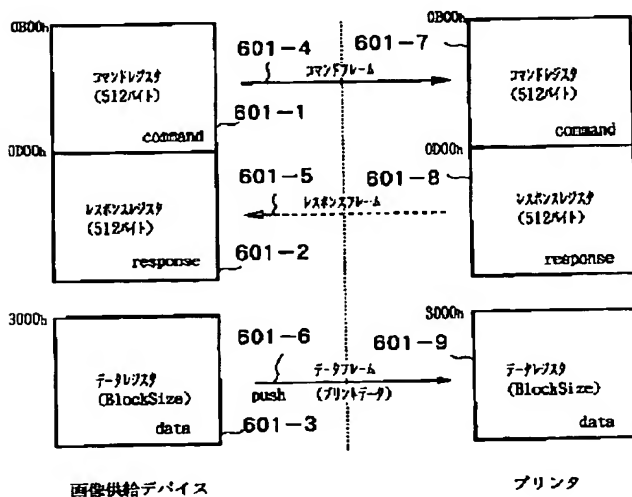 0B00h
コマンドレジスタ
(512バイト)
command
601-1
0D00h
レスポンスレジスタ
(512バイト)
response
601-2
3000h
データレジスタ
(BlockSize)
data
601-3
画像供給デバイス
601-4
コマンドフレーム
601-5
レスポンスフレーム
601-6
データフレーム
push
(プリントデータ)
601-7
0B00h
コマンドレジスタ
(512バイト)
command
0D00h
601-8
レスポンスレジスタ
(512バイト)
response
3000h
601-9
データレジスタ
(BlockSize)
data
プリンタ